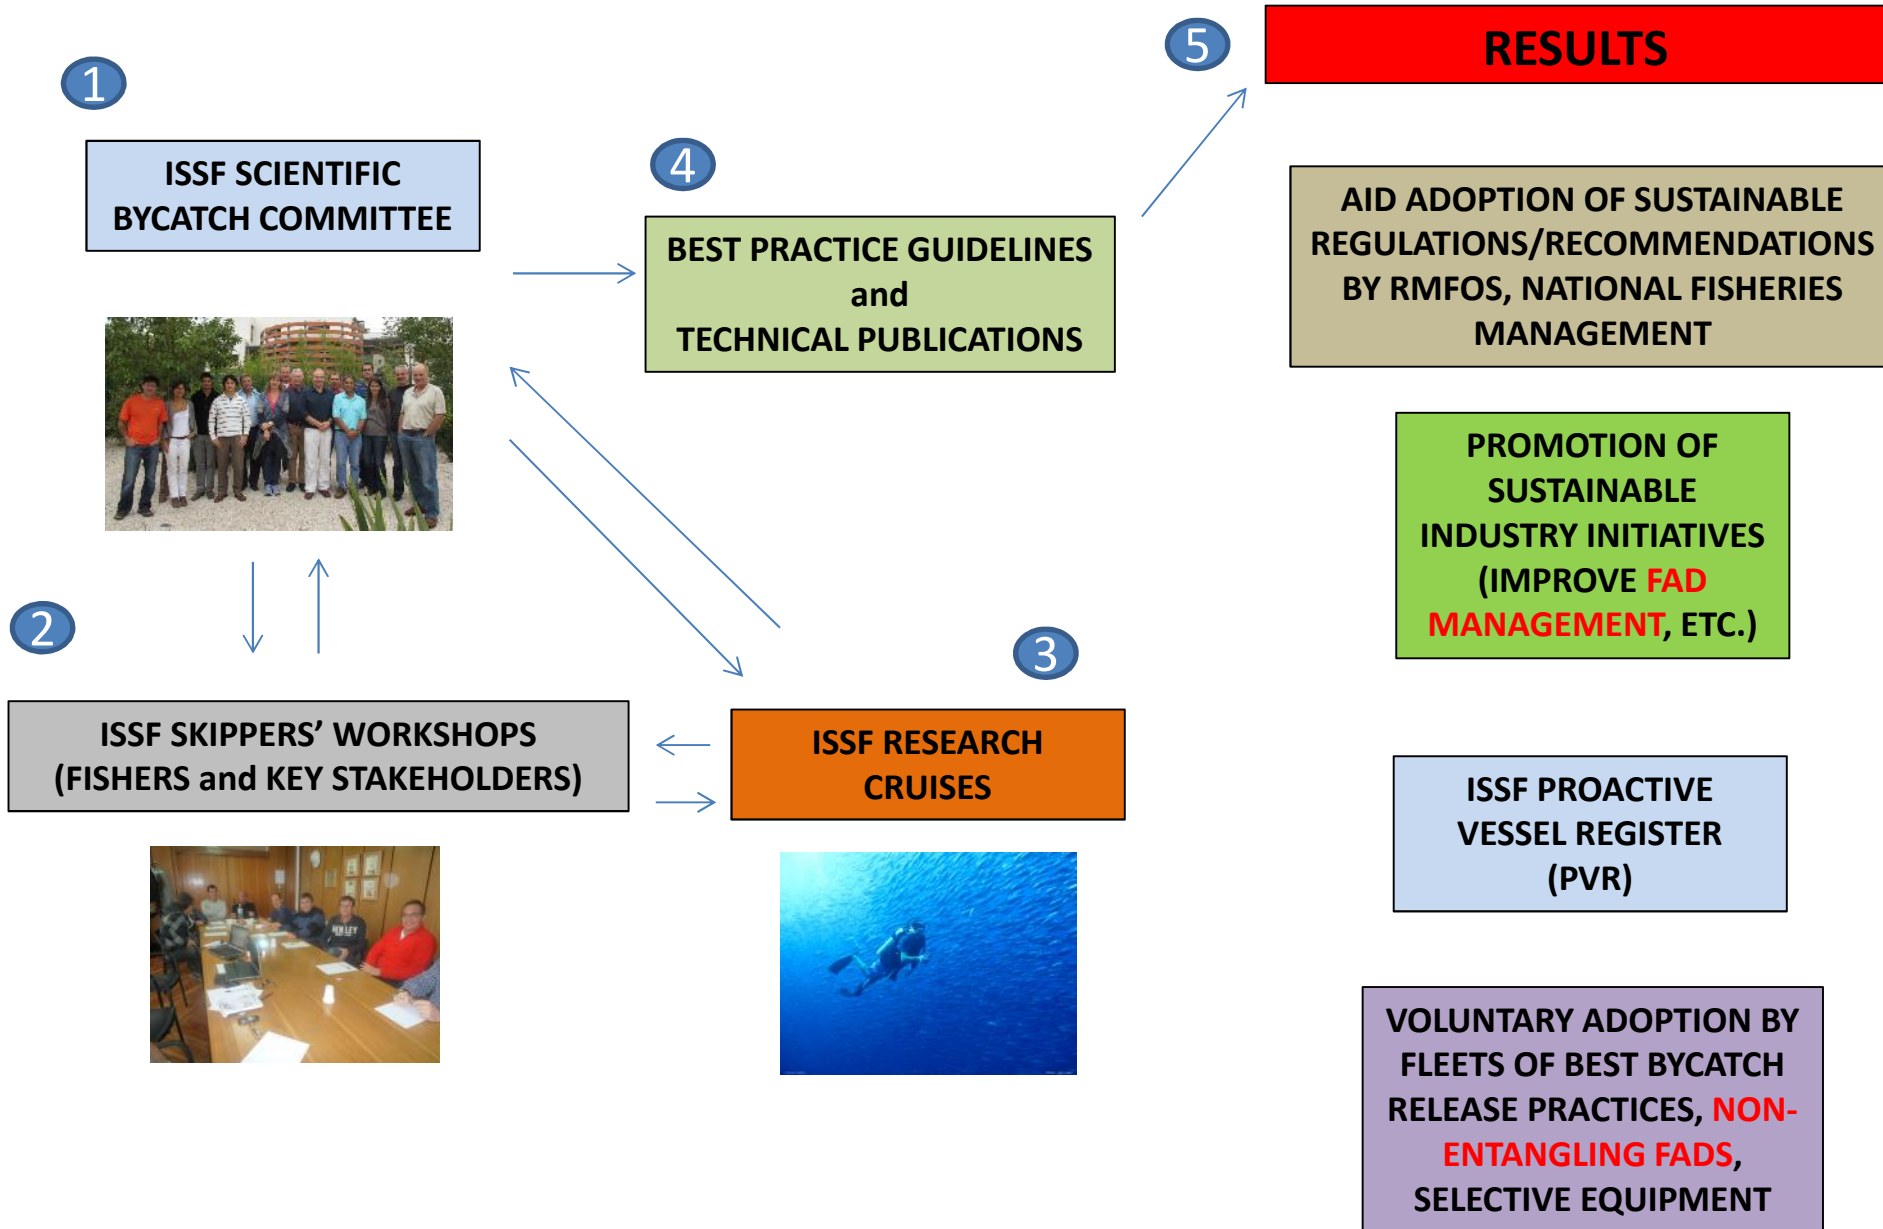 1
ISSF SCIENTIFIC
BYCATCH COMMITTEE
2
ISSF SKIPPERS’ WORKSHOPS
(FISHERS and KEY STAKEHOLDERS)
3
ISSF RESEARCH
CRUISES
4
BEST PRACTICE GUIDELINES
and
TECHNICAL PUBLICATIONS
5
RESULTS
AID ADOPTION OF SUSTAINABLE
REGULATIONS/RECOMMENDATIONS
BY RMFOS, NATIONAL FISHERIES
MANAGEMENT
PROMOTION OF
SUSTAINABLE
INDUSTRY INITIATIVES
(IMPROVE FAD
MANAGEMENT, ETC.)
ISSF PROACTIVE
VESSEL REGISTER
(PVR)
VOLUNTARY ADOPTION BY
FLEETS OF BEST BYCATCH
RELEASE PRACTICES, NON-
ENTANGLING FADS,
SELECTIVE EQUIPMENT